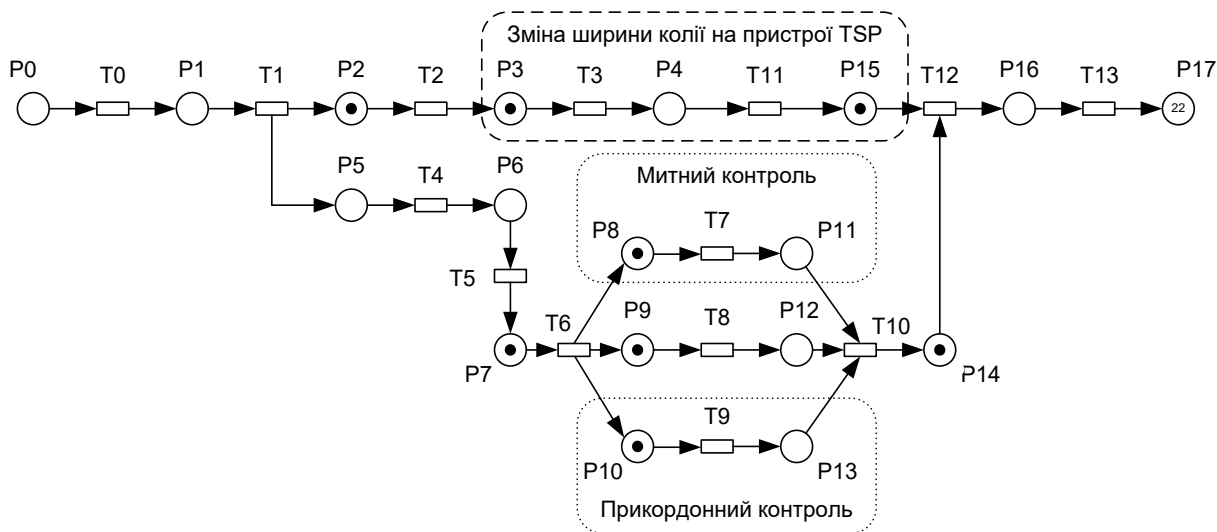 Зміна ширини колії на пристрої TSP
P0 T0 P1 T1 P2 T2 P3 T3 P4 T11 P15 T12 P16 T13 P17
22
P5 T4 P6
Митний контроль
P8 T7 P11
T5
T6 P9 T8 P12 T10
P7 P14
T9
P10 P13
Прикордонний контроль